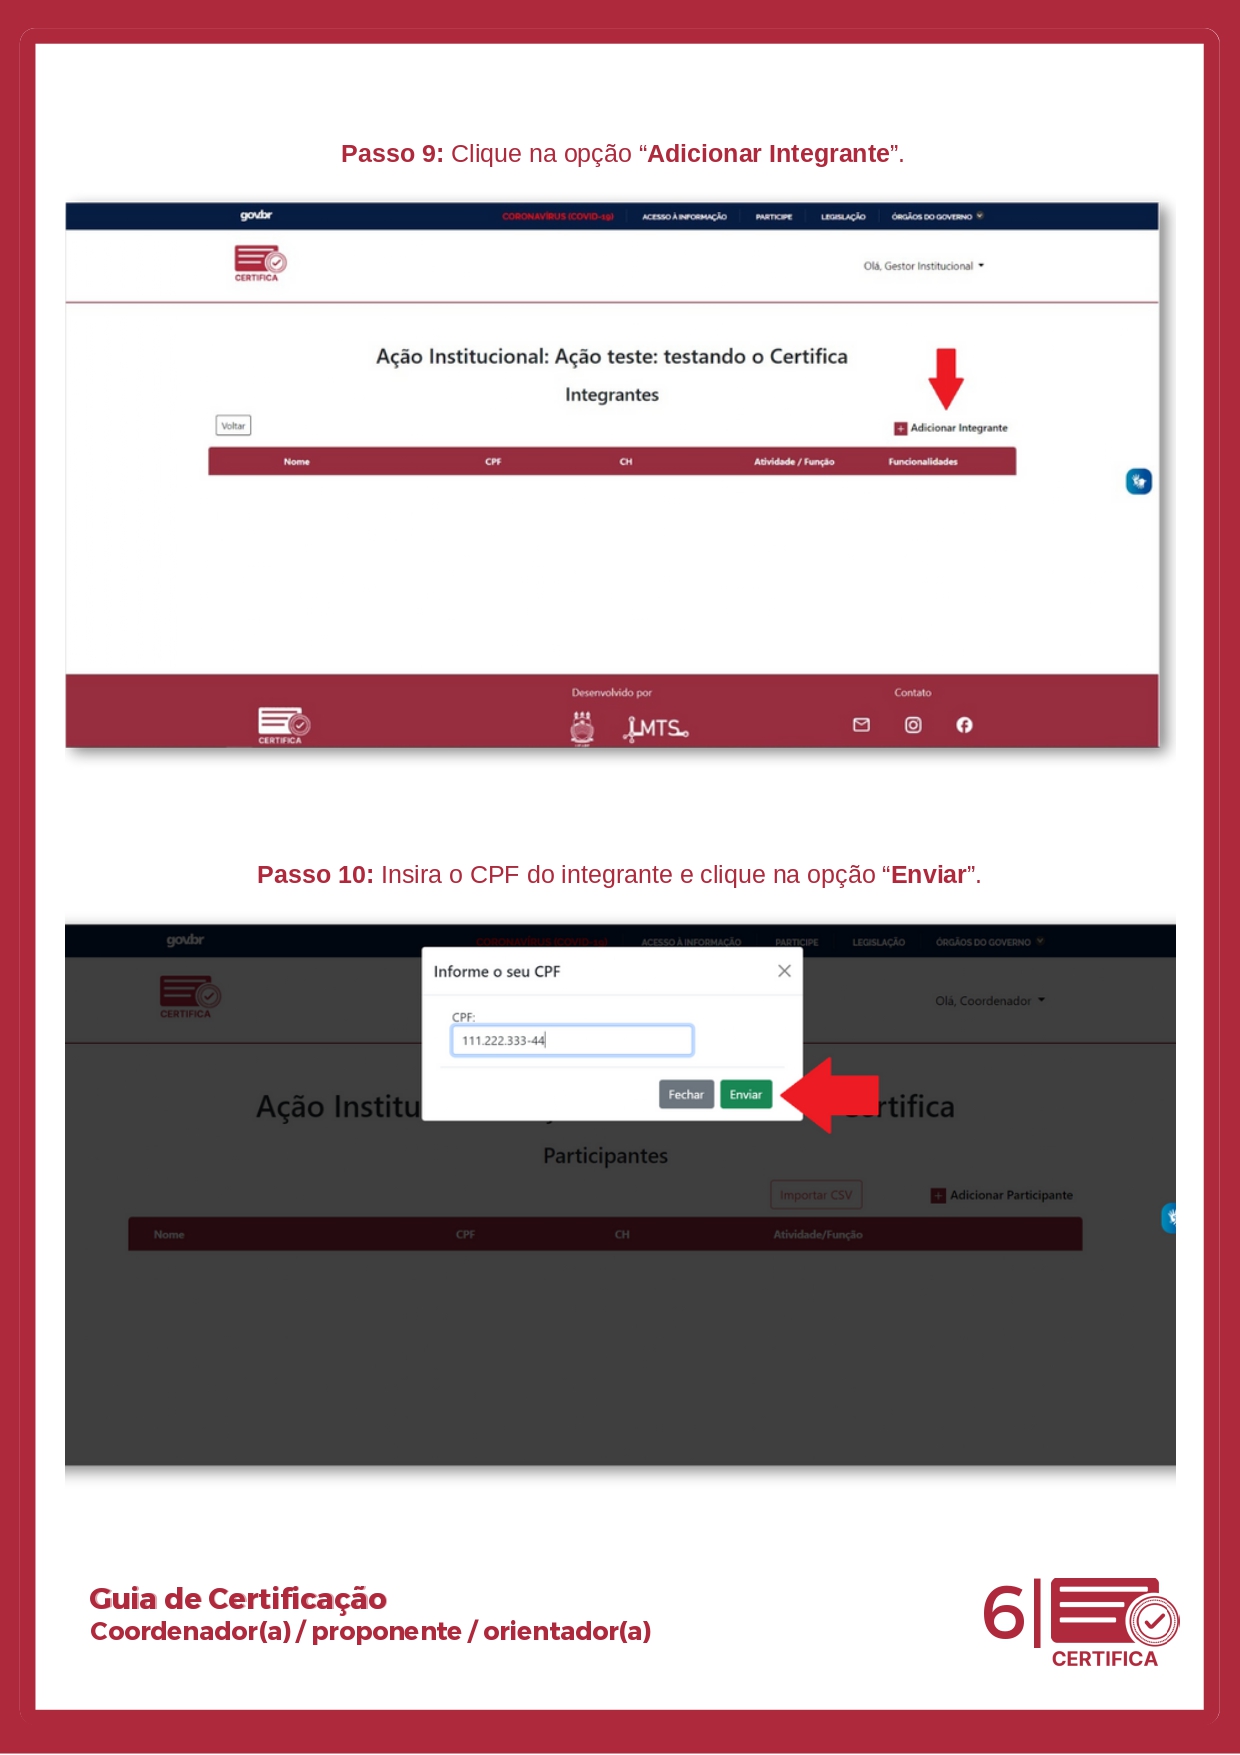 Passo 9: Clique na opção “Adicionar Integrante”.
gov.br CORONAVÍRUS (COVID-19) ACESSO À INFORMAÇÃO PARTICIPE LEGISLAÇÃO ÓRGÃOS DO GOVERNO
CERTIFICA
Olá, Gestor Institucional
Ação Institucional: Ação teste: testando o Certifica
Integrantes
Voltar
+ Adicionar Integrante
Nome CPF CH Atividade / Função Funcionalidades
Desenvolvido por
Contato
CERTIFICA
LMTS
Passo 10: Insira o CPF do integrante e clique na opção “Enviar”.
gov.br CORONAVÍRUS (COVID-19) ACESSO À INFORMAÇÃO PARTICIPE LEGISLAÇÃO ÓRGÃOS DO GOVERNO
Informe o seu CPF
CERTIFICA
Olá, Coordenador
CPF:
111.222.333-44
Fechar Enviar
Ação Institu rtifica
Participantes
Importar CSV
+ Adicionar Participante
Nome CPF CH Atividade/Função
Guia de Certificação
Coordenador(a) / proponente / orientador(a)
6
CERTIFICA